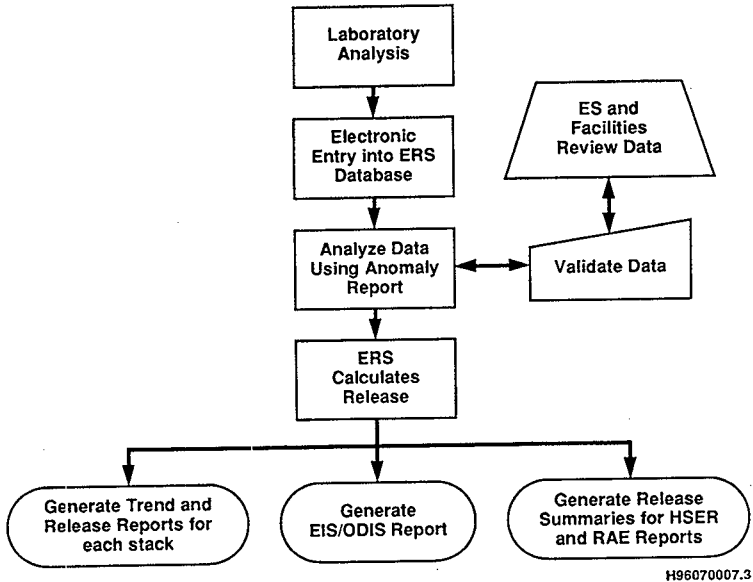 Laboratory
Analysis
Electronic
Entry into ERS
Database
ES and
Facilities
Review Data
Analyze Data
Using Anomaly
Report
Validate Data
ERS
Calculates
Release
Generate Trend and
Release Reports for
each stack
Generate
EIS/ODIS Report
Generate Release
Summaries for HSER
and RAE Reports
H96070007.3